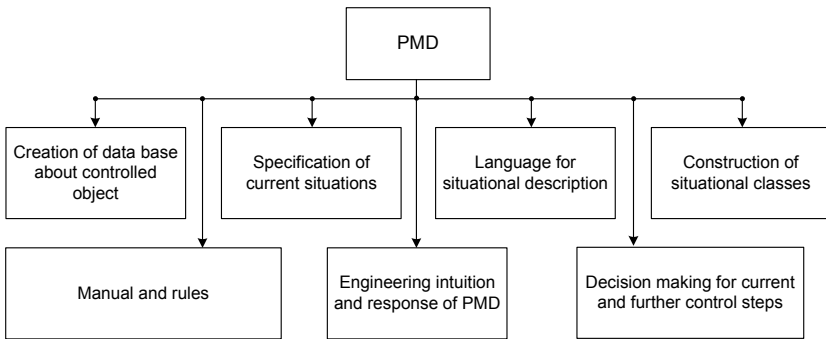 PMD
Creation of data base
about controlled
object
Specification of
current situations
Language for
situational description
Construction of
situational classes
Manual and rules
Engineering intuition
and response of PMD
Decision making for current
and further control steps